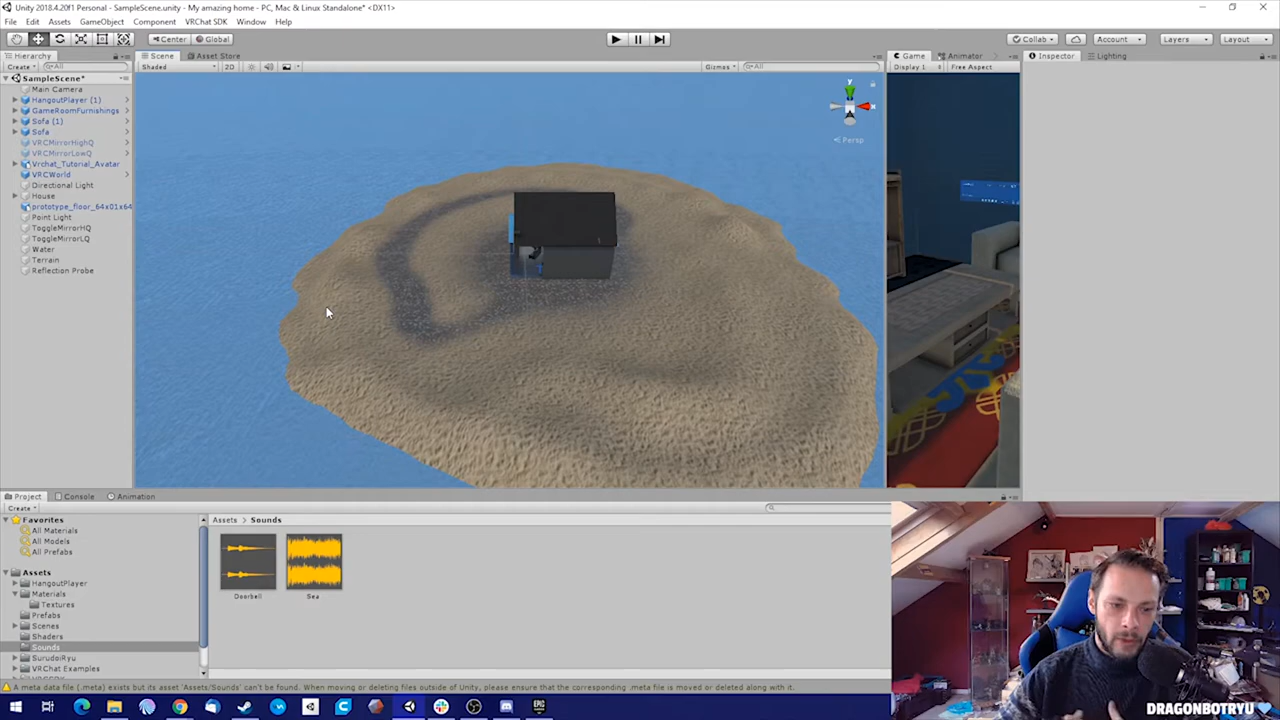 Unity 2018.4.20f1 Personal - SampleScene.unity - My amazing home - PC, Mac & Linux Standalone* <DX11>
File Edit Assets GameObject Component VRChat SDK Window Help
Center Global Collab Account Layers Layout
Hierarchy Scene Asset Store Game Animator Inspector Lighting
Create All Shaded 2D Gizmos All Display 1 Free Aspect
SampleScene*
Main Camera
HangoutPlayer (1)
GameRoomFurnishings
Sofa (1)
Sofa
VRCMirrorHighQ
VRCMirrorLowQ
Vrchat_Tutorial_Avatar
VRCWorld
Directional Light
House
prototype_floor_64x01x64
Point Light
ToggleMirrorHQ
ToggleMirrorLQ
Water
Terrain
Reflection Probe
y
x
Persp
Project Console Animation
Create
Favorites
All Materials
All Models
All Prefabs
Assets
HangoutPlayer
Materials
Textures
Prefabs
Scenes
Shaders
Sounds
SurudoiRyu
VRChat Examples
Assets > Sounds
Doorbell Sea
A meta data file (.meta) exists but its asset 'Assets/Sounds' can't be found. When moving or deleting files outside of Unity, please ensure that the corresponding .meta file is moved or deleted along with it.
DRAGONBOTRYU